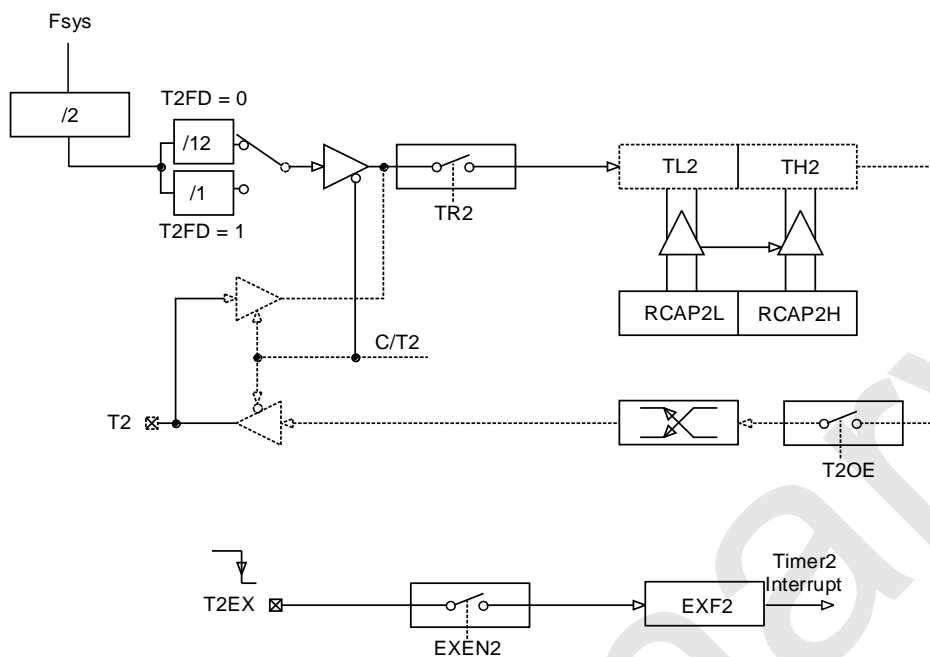 Fsys
/2
T2FD = 0
/12
/1
T2FD = 1
TR2
TL2
TH2
RCAP2L
RCAP2H
C/T2
T2
T2OE
T2EX
EXEN2
EXF2
Timer2
Interrupt